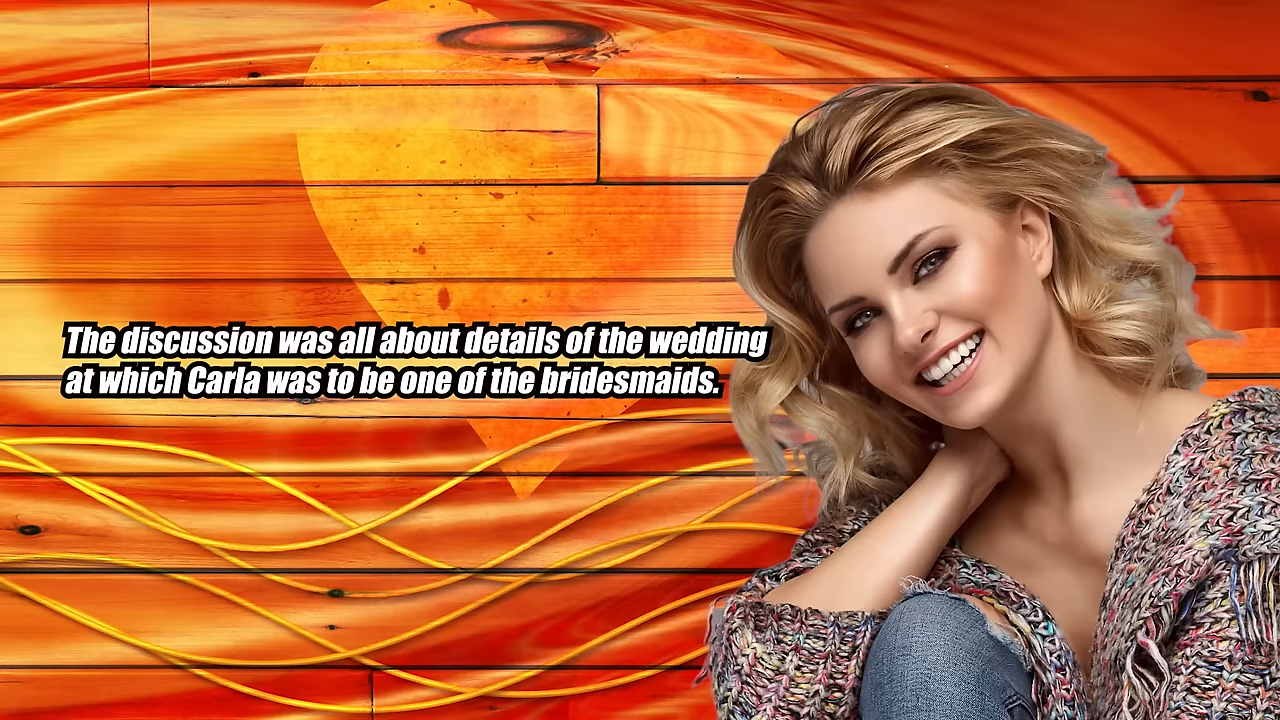 The discussion was all about details of the wedding
at which Carla was to be one of the bridesmaids.